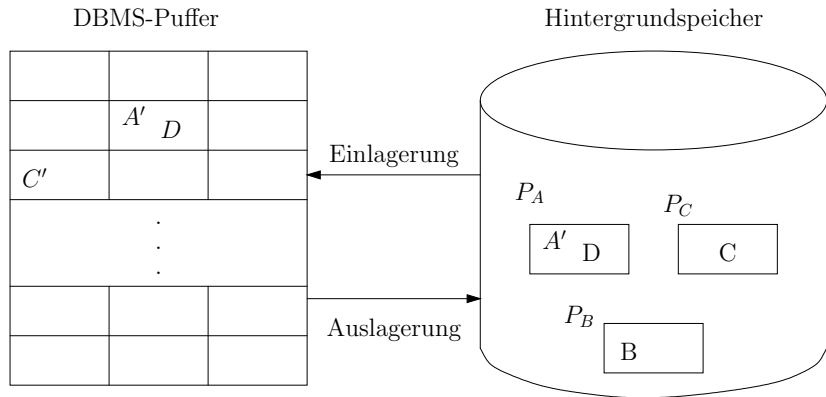 DBMS-Puffer
Hintergrundspeicher
A′ D
Einlagerung
C′
P_A
P_C
A′ D
C
.
.
.
Auslagerung
P_B
B